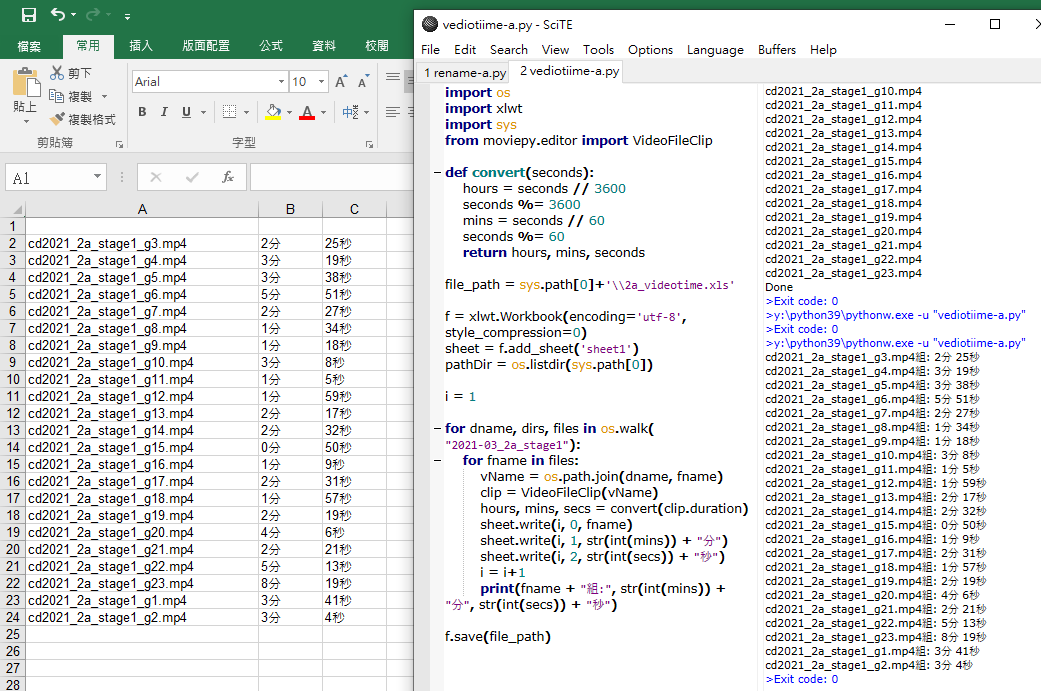 檔案 常用 插入 版面配置 公式 資料 校閱
剪下
複製
複製格式
貼上
剪貼簿
Arial 10
B I U
字型
A1
fx
A B C
1
2 cd2021_2a_stage1_g3.mp4 2分 25秒
3 cd2021_2a_stage1_g4.mp4 3分 19秒
4 cd2021_2a_stage1_g5.mp4 3分 38秒
5 cd2021_2a_stage1_g6.mp4 5分 51秒
6 cd2021_2a_stage1_g7.mp4 2分 27秒
7 cd2021_2a_stage1_g8.mp4 1分 34秒
8 cd2021_2a_stage1_g9.mp4 1分 18秒
9 cd2021_2a_stage1_g10.mp4 3分 8秒
10 cd2021_2a_stage1_g11.mp4 1分 5秒
11 cd2021_2a_stage1_g12.mp4 1分 59秒
12 cd2021_2a_stage1_g13.mp4 2分 17秒
13 cd2021_2a_stage1_g14.mp4 2分 32秒
14 cd2021_2a_stage1_g15.mp4 0分 50秒
15 cd2021_2a_stage1_g16.mp4 1分 9秒
16 cd2021_2a_stage1_g17.mp4 2分 31秒
17 cd2021_2a_stage1_g18.mp4 1分 57秒
18 cd2021_2a_stage1_g19.mp4 2分 19秒
19 cd2021_2a_stage1_g20.mp4 4分 6秒
20 cd2021_2a_stage1_g21.mp4 2分 21秒
21 cd2021_2a_stage1_g22.mp4 5分 13秒
22 cd2021_2a_stage1_g23.mp4 8分 19秒
23 cd2021_2a_stage1_g1.mp4 3分 41秒
24 cd2021_2a_stage1_g2.mp4 3分 4秒
25
26
27
28
vediotiime-a.py - SciTE
File Edit Search View Tools Options Language Buffers Help
1 rename-a.py 2 vediotiime-a.py
import os
import xlwt
import sys
from moviepy.editor import VideoFileClip
def convert(seconds):
hours = seconds // 3600
seconds %= 3600
mins = seconds // 60
seconds %= 60
return hours, mins, seconds
file_path = sys.path[0]+'\\2a_videotime.xls'
f = xlwt.Workbook(encoding='utf-8',
style_compression=0)
sheet = f.add_sheet('sheet1')
pathDir = os.listdir(sys.path[0])
i = 1
for dname, dirs, files in os.walk(
"2021-03_2a_stage1"):
for fname in files:
vName = os.path.join(dname, fname)
clip = VideoFileClip(vName)
hours, mins, secs = convert(clip.duration)
sheet.write(i, 0, fname)
sheet.write(i, 1, str(int(mins)) + "分")
sheet.write(i, 2, str(int(secs)) + "秒")
i = i+1
print(fname + "組:", str(int(mins)) +
"分", str(int(secs)) + "秒")
f.save(file_path)
cd2021_2a_stage1_g10.mp4
cd2021_2a_stage1_g11.mp4
cd2021_2a_stage1_g12.mp4
cd2021_2a_stage1_g13.mp4
cd2021_2a_stage1_g14.mp4
cd2021_2a_stage1_g15.mp4
cd2021_2a_stage1_g16.mp4
cd2021_2a_stage1_g17.mp4
cd2021_2a_stage1_g18.mp4
cd2021_2a_stage1_g19.mp4
cd2021_2a_stage1_g20.mp4
cd2021_2a_stage1_g21.mp4
cd2021_2a_stage1_g22.mp4
cd2021_2a_stage1_g23.mp4
Done
>Exit code: 0
>y:\python39\pythonw.exe -u "vediotiime-a.py"
>Exit code: 0
>y:\python39\pythonw.exe -u "vediotiime-a.py"
cd2021_2a_stage1_g3.mp4組: 2分 25秒
cd2021_2a_stage1_g4.mp4組: 3分 19秒
cd2021_2a_stage1_g5.mp4組: 3分 38秒
cd2021_2a_stage1_g6.mp4組: 5分 51秒
cd2021_2a_stage1_g7.mp4組: 2分 27秒
cd2021_2a_stage1_g8.mp4組: 1分 34秒
cd2021_2a_stage1_g9.mp4組: 1分 18秒
cd2021_2a_stage1_g10.mp4組: 3分 8秒
cd2021_2a_stage1_g11.mp4組: 1分 5秒
cd2021_2a_stage1_g12.mp4組: 1分 59秒
cd2021_2a_stage1_g13.mp4組: 2分 17秒
cd2021_2a_stage1_g14.mp4組: 2分 32秒
cd2021_2a_stage1_g15.mp4組: 0分 50秒
cd2021_2a_stage1_g16.mp4組: 1分 9秒
cd2021_2a_stage1_g17.mp4組: 2分 31秒
cd2021_2a_stage1_g18.mp4組: 1分 57秒
cd2021_2a_stage1_g19.mp4組: 2分 19秒
cd2021_2a_stage1_g20.mp4組: 4分 6秒
cd2021_2a_stage1_g21.mp4組: 2分 21秒
cd2021_2a_stage1_g22.mp4組: 5分 13秒
cd2021_2a_stage1_g23.mp4組: 8分 19秒
cd2021_2a_stage1_g1.mp4組: 3分 41秒
cd2021_2a_stage1_g2.mp4組: 3分 4秒
>Exit code: 0